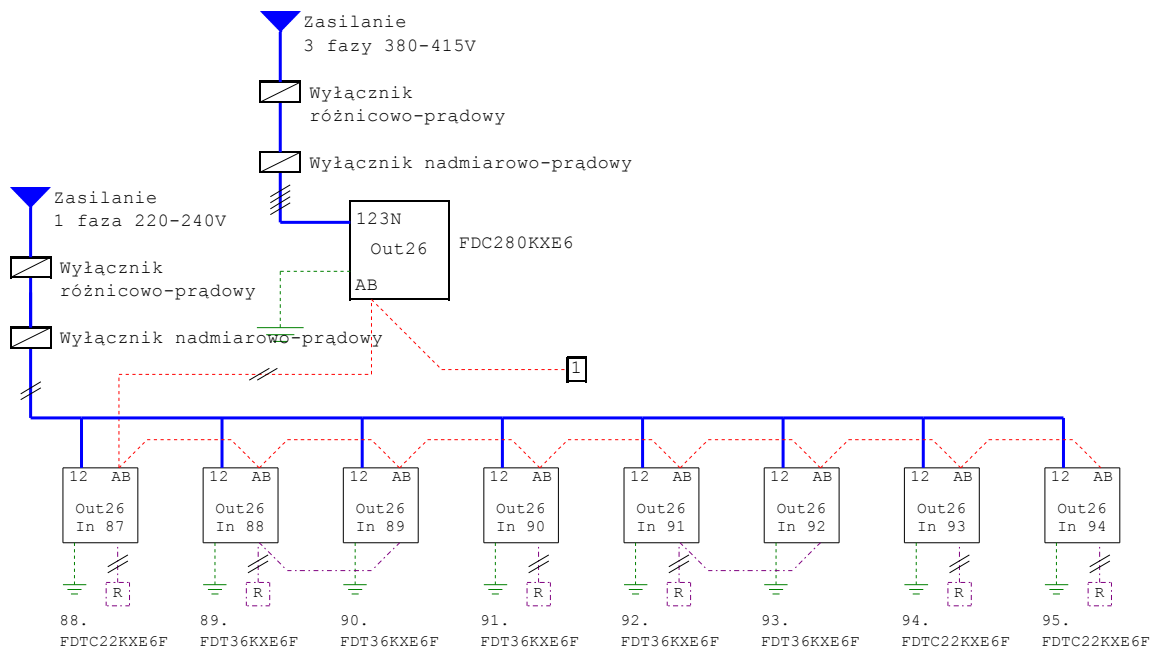 Zasilanie
3 fazy 380-415V
Wyłącznik
różnicowo-prądowy
Wyłącznik nadmiarowo-prądowy
Zasilanie
1 faza 220-240V
123N
Out26
AB
FDC280KXE6
Wyłącznik
różnicowo-prądowy
Wyłącznik nadmiarowo-prądowy
1
12 AB
Out26
In 87
12 AB
Out26
In 88
12 AB
Out26
In 89
12 AB
Out26
In 90
12 AB
Out26
In 91
12 AB
Out26
In 92
12 AB
Out26
In 93
12 AB
Out26
In 94
R
R
R
R
R
R
88.
FDTC22KXE6F
89.
FDT36KXE6F
90.
FDT36KXE6F
91.
FDT36KXE6F
92.
FDT36KXE6F
93.
FDT36KXE6F
94.
FDTC22KXE6F
95.
FDTC22KXE6F